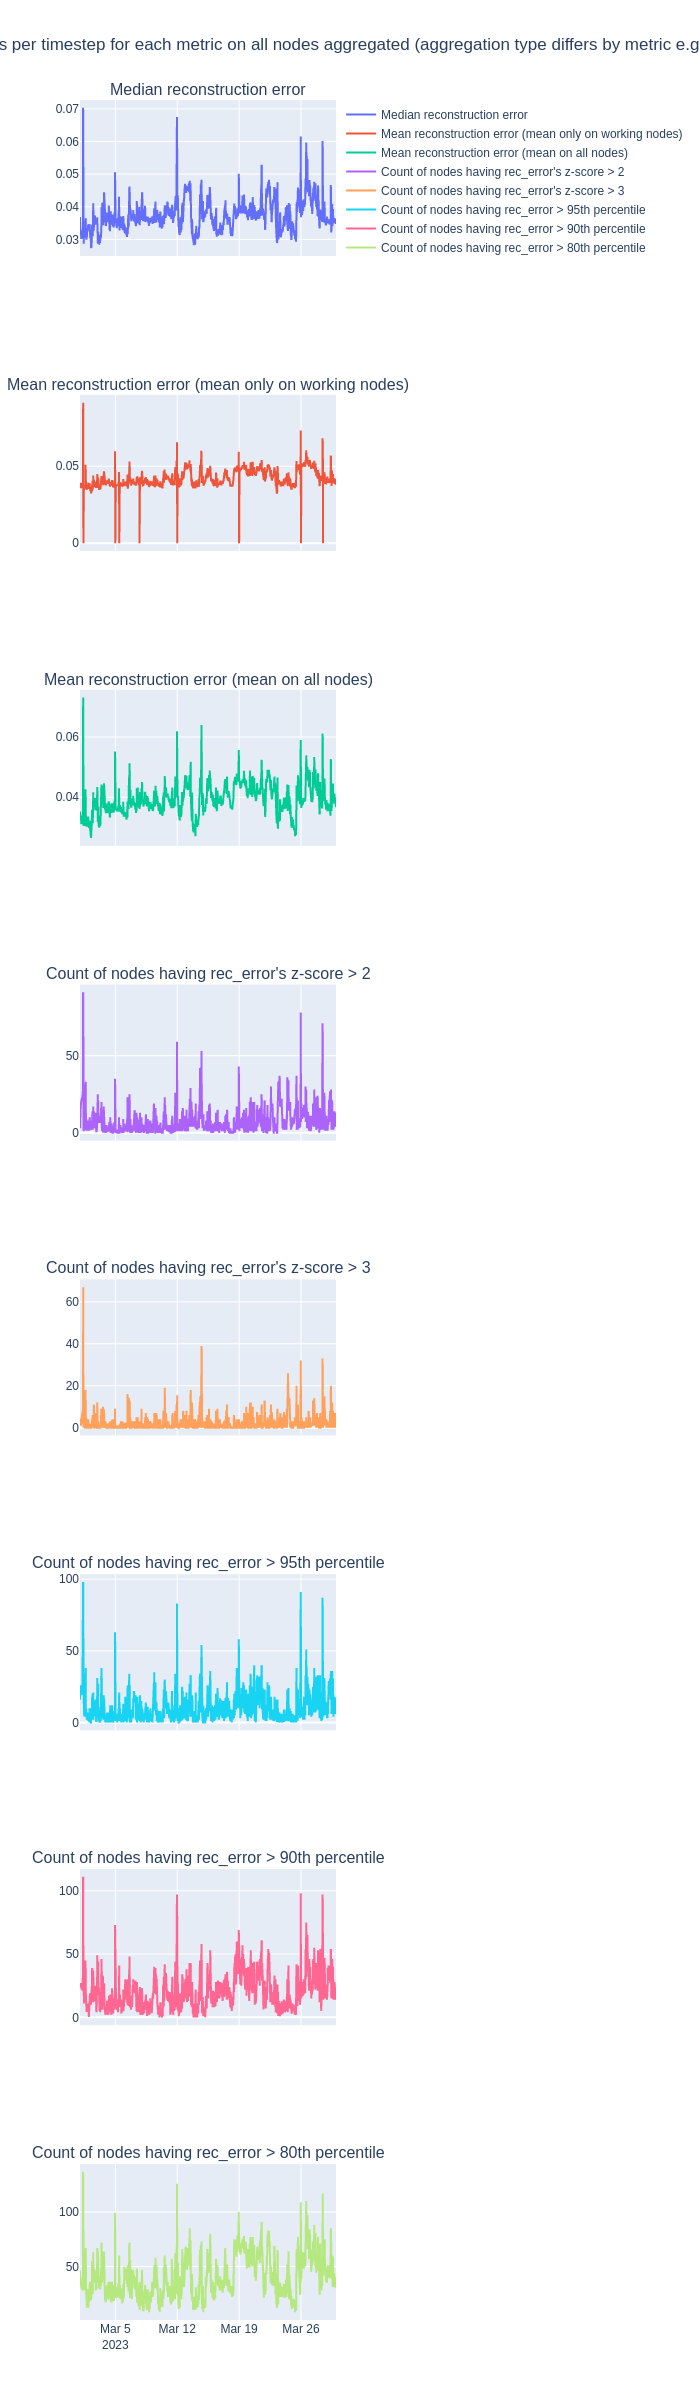 s per timestep for each metric on all nodes aggregated (aggregation type differs by metric e.g
Median reconstruction error
0.07
0.06
0.05
0.04
0.03
Median reconstruction error
Mean reconstruction error (mean only on working nodes)
Mean reconstruction error (mean on all nodes)
Count of nodes having rec_error's z-score > 2
Count of nodes having rec_error's z-score > 3
Count of nodes having rec_error > 95th percentile
Count of nodes having rec_error > 90th percentile
Count of nodes having rec_error > 80th percentile
Mean reconstruction error (mean only on working nodes)
0.05
0
Mean reconstruction error (mean on all nodes)
0.06
0.04
Count of nodes having rec_error's z-score > 2
50
0
Count of nodes having rec_error's z-score > 3
60
40
20
0
Count of nodes having rec_error > 95th percentile
100
50
0
Count of nodes having rec_error > 90th percentile
100
50
0
Count of nodes having rec_error > 80th percentile
100
50
Mar 5 Mar 12 Mar 19 Mar 26
2023